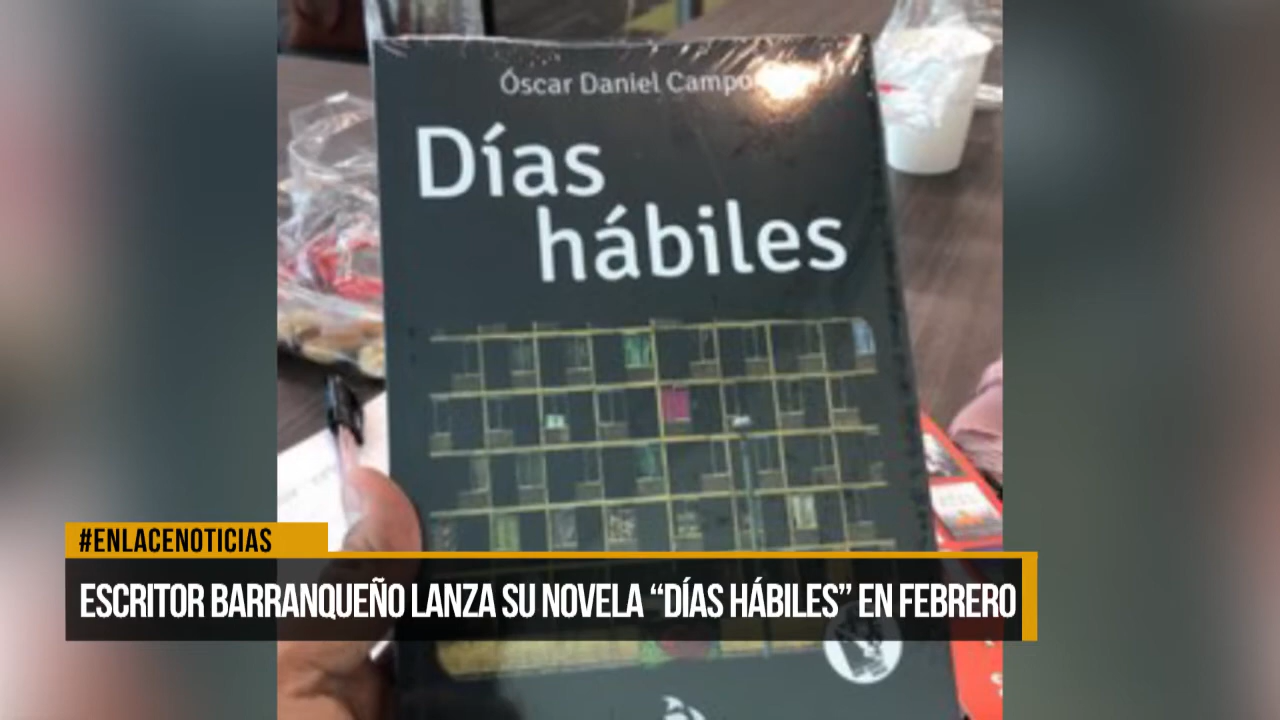 Óscar Daniel Campo
Días
hábiles
#ENLACENOTICIAS
ESCRITOR BARRANQUEÑO LANZA SU NOVELA “DÍAS HÁBILES” EN FEBRERO